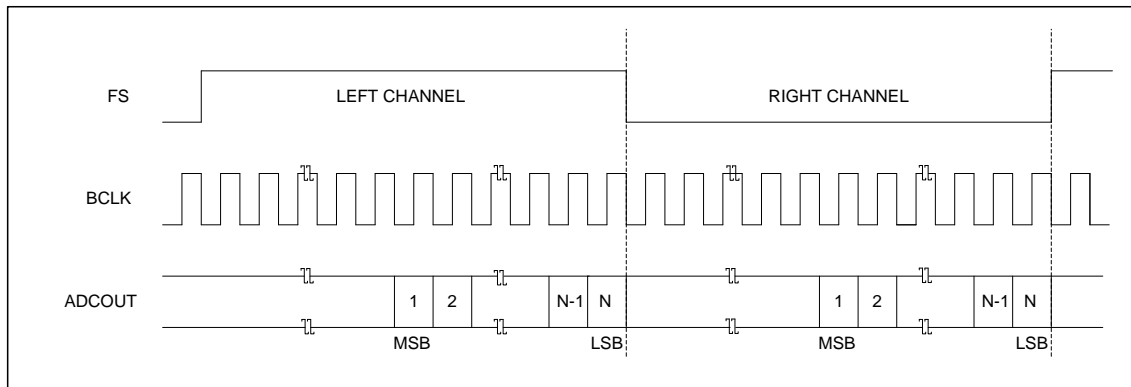 FS
LEFT CHANNEL
RIGHT CHANNEL
BCLK
ADCOUT
1 2 N-1 N 1 2 N-1 N
MSB LSB MSB LSB